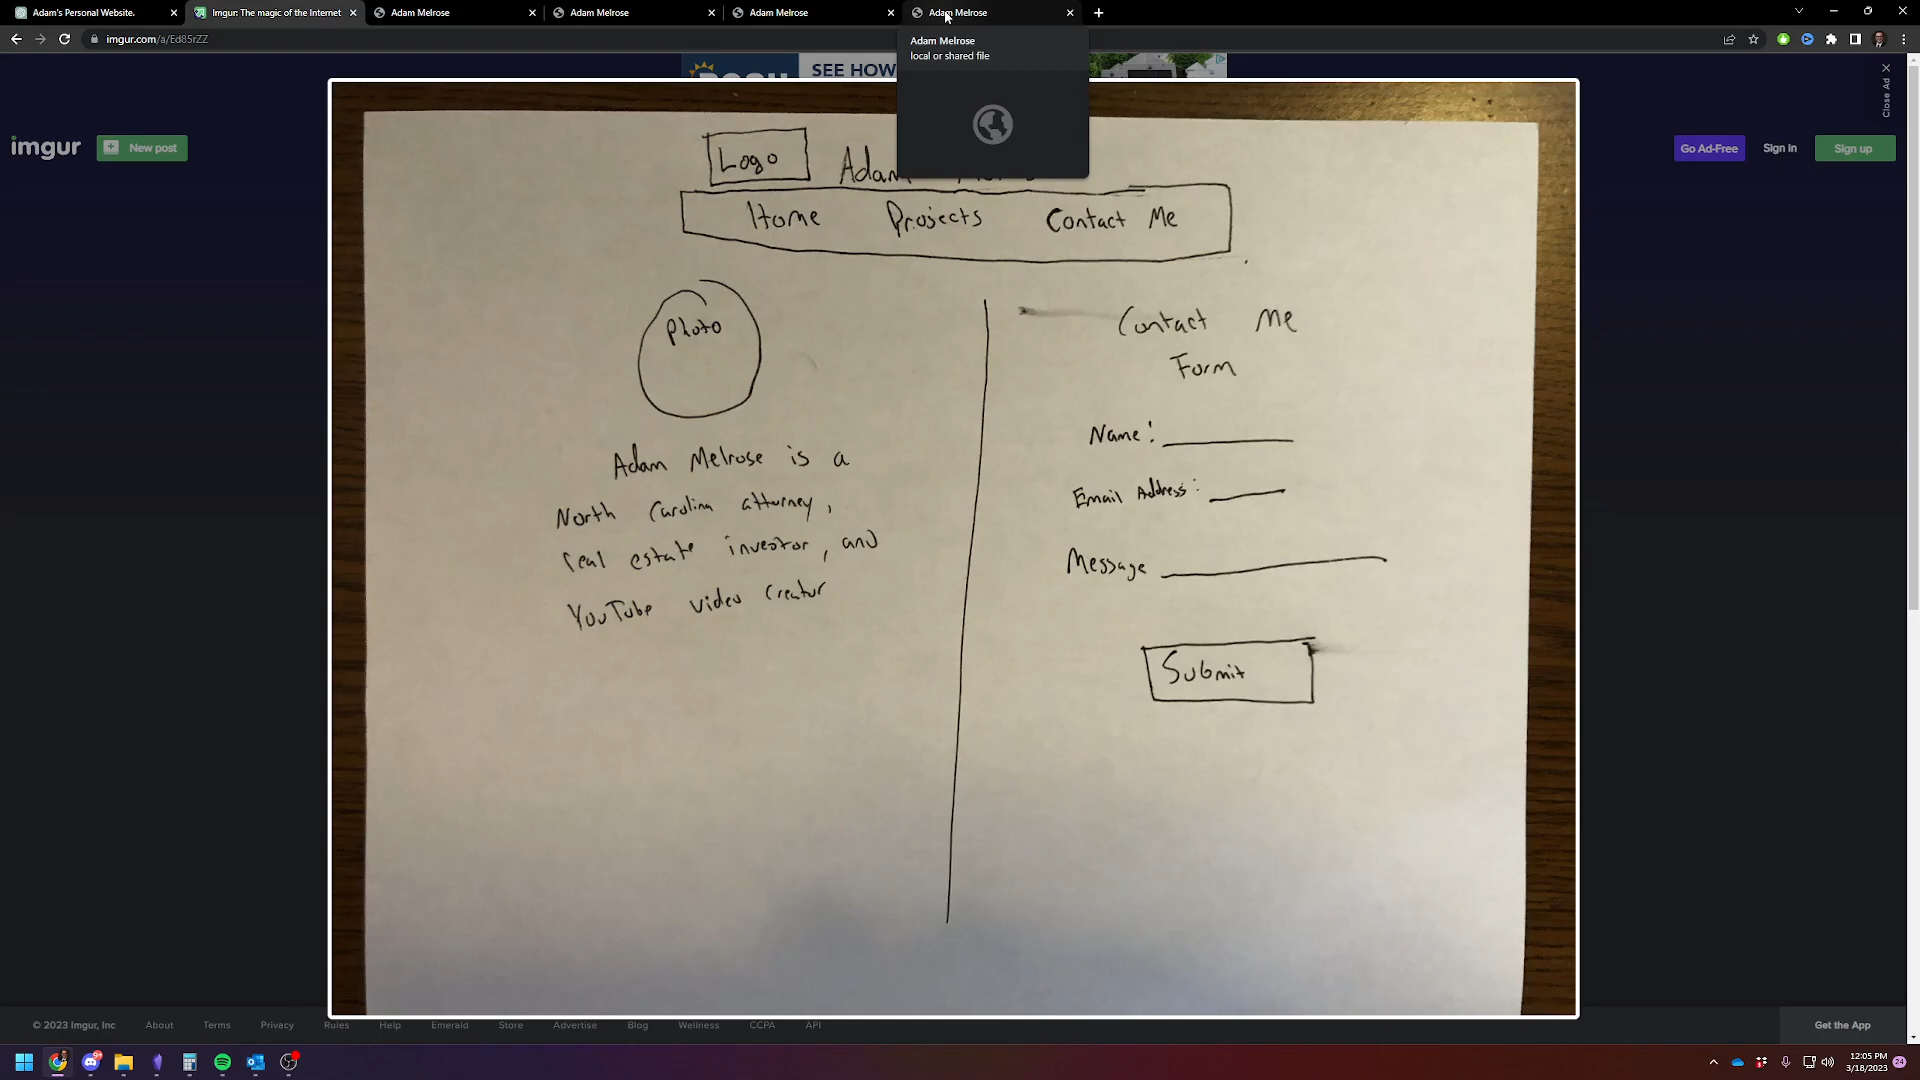 Adam's Personal Website.
Imgur: The magic of the Internet
Adam Melrose
Adam Melrose
Adam Melrose
Adam Melrose
imgur.com/a/Ed85rZZ
Adam Melrose
local or shared file
SEE HOW
Close Ad
imgur
New post
Go Ad-Free
Sign in
Sign up
Logo
Adam
Home Projects Contact Me
Photo
Adam Melrose is a
North Carolina attorney,
real estate investor, and
YouTube video creator
Contact Me
Form
Name:
Email Address:
Message
Submit
© 2023 Imgur, Inc About Terms Privacy Rules Help Emerald Store Advertise Blog Wellness CCPA API
Get the App
12:05 PM
3/18/2023
24